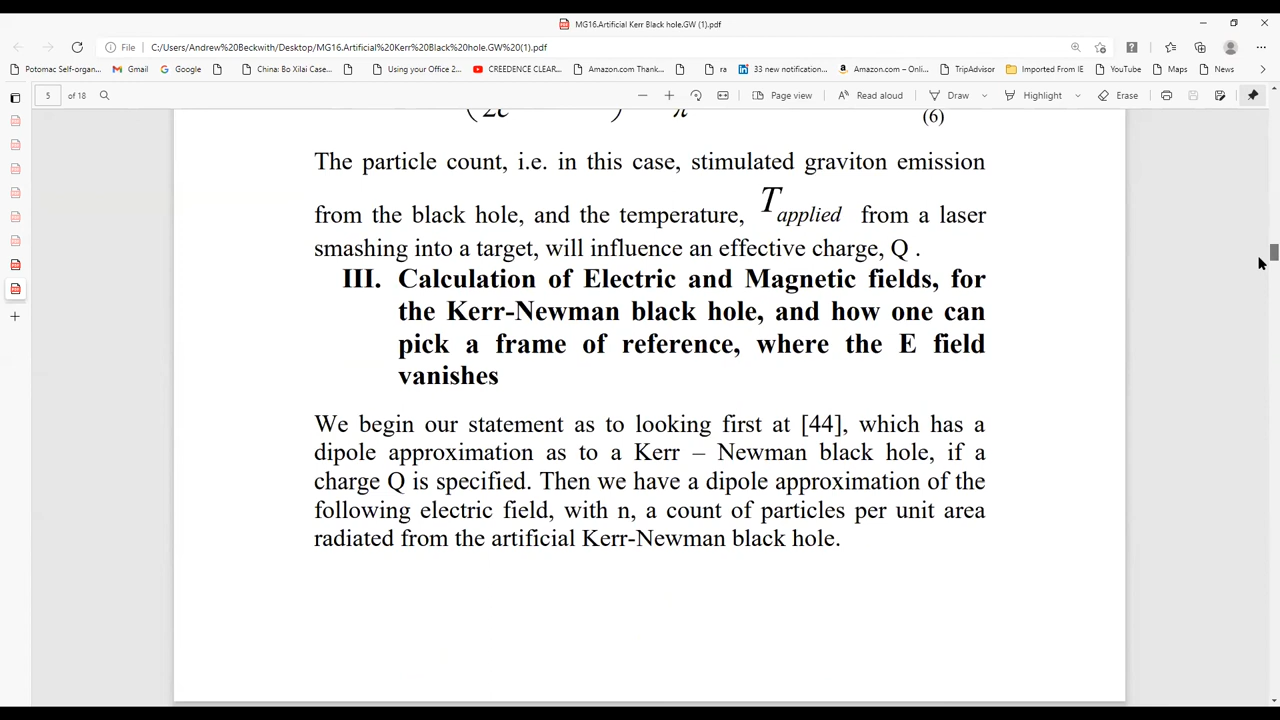 MG16.Artificial Kerr Black hole.GW (1).pdf
File C:/Users/Andrew%20Beckwith/Desktop/MG16.Artificial%20Kerr%20Black%20hole.GW%20(1).pdf
Potomac Self-organ... Gmail Google China: Bo Xilai Case... Using your Office 2... CREEDENCE CLEAR... Amazon.com Thank... ra 33 new notification... Amazon.com – Onli... TripAdvisor Imported From IE YouTube Maps News
5 of 18 Page view Read aloud Draw Highlight Erase
(6)
The particle count, i.e. in this case, stimulated graviton emission
from the black hole, and the temperature, T applied from a laser
smashing into a target, will influence an effective charge, Q .
III. Calculation of Electric and Magnetic fields, for
the Kerr-Newman black hole, and how one can
pick a frame of reference, where the E field
vanishes
We begin our statement as to looking first at [44], which has a
dipole approximation as to a Kerr – Newman black hole, if a
charge Q is specified. Then we have a dipole approximation of the
following electric field, with n, a count of particles per unit area
radiated from the artificial Kerr-Newman black hole.